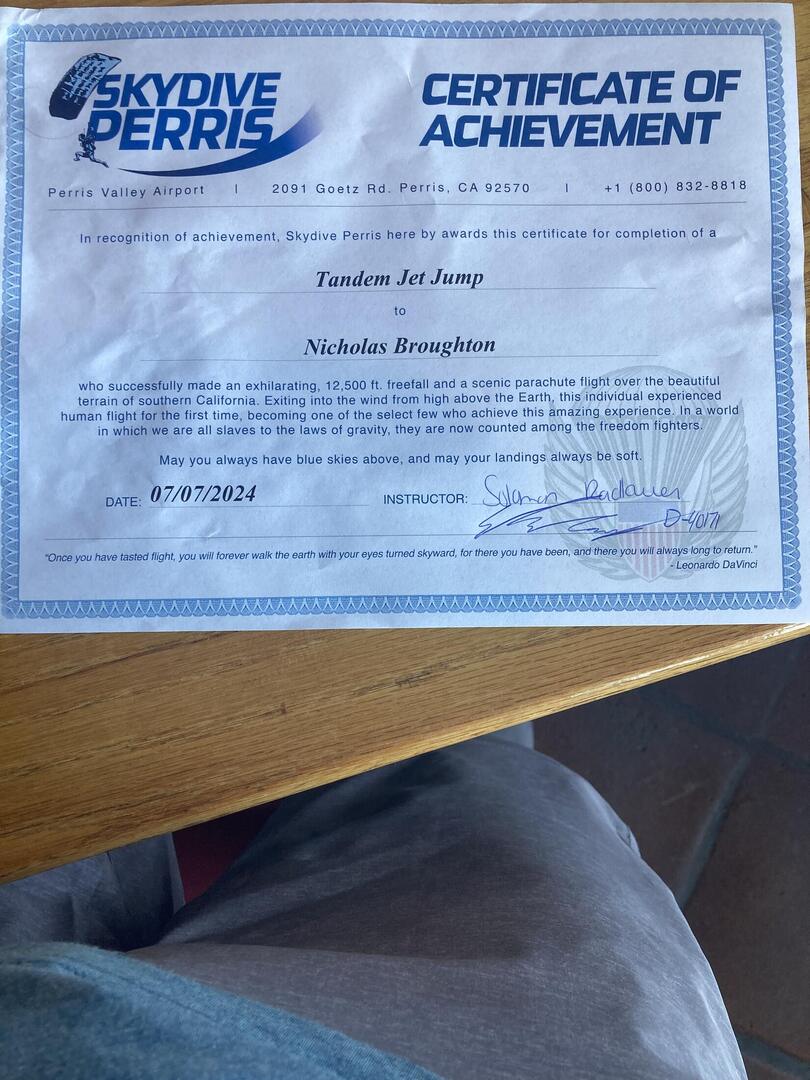 SKYDIVE
PERRIS
CERTIFICATE OF
ACHIEVEMENT
Perris Valley Airport | 2091 Goetz Rd. Perris, CA 92570 | +1 (800) 832-8818
In recognition of achievement, Skydive Perris here by awards this certificate for completion of a
Tandem Jet Jump
to
Nicholas Broughton
who successfully made an exhilarating, 12,500 ft. freefall and a scenic parachute flight over the beautiful
terrain of southern California. Exiting into the wind from high above the Earth, this individual experienced
human flight for the first time, becoming one of the select few who achieve this amazing experience. In a world
in which we are all slaves to the laws of gravity, they are now counted among the freedom fighters.
May you always have blue skies above, and may your landings always be soft.
DATE: 07/07/2024 INSTRUCTOR: Solomon Radlauer
D-40171
"Once you have tasted flight, you will forever walk the earth with your eyes turned skyward, for there you have been, and there you will always long to return."
- Leonardo DaVinci